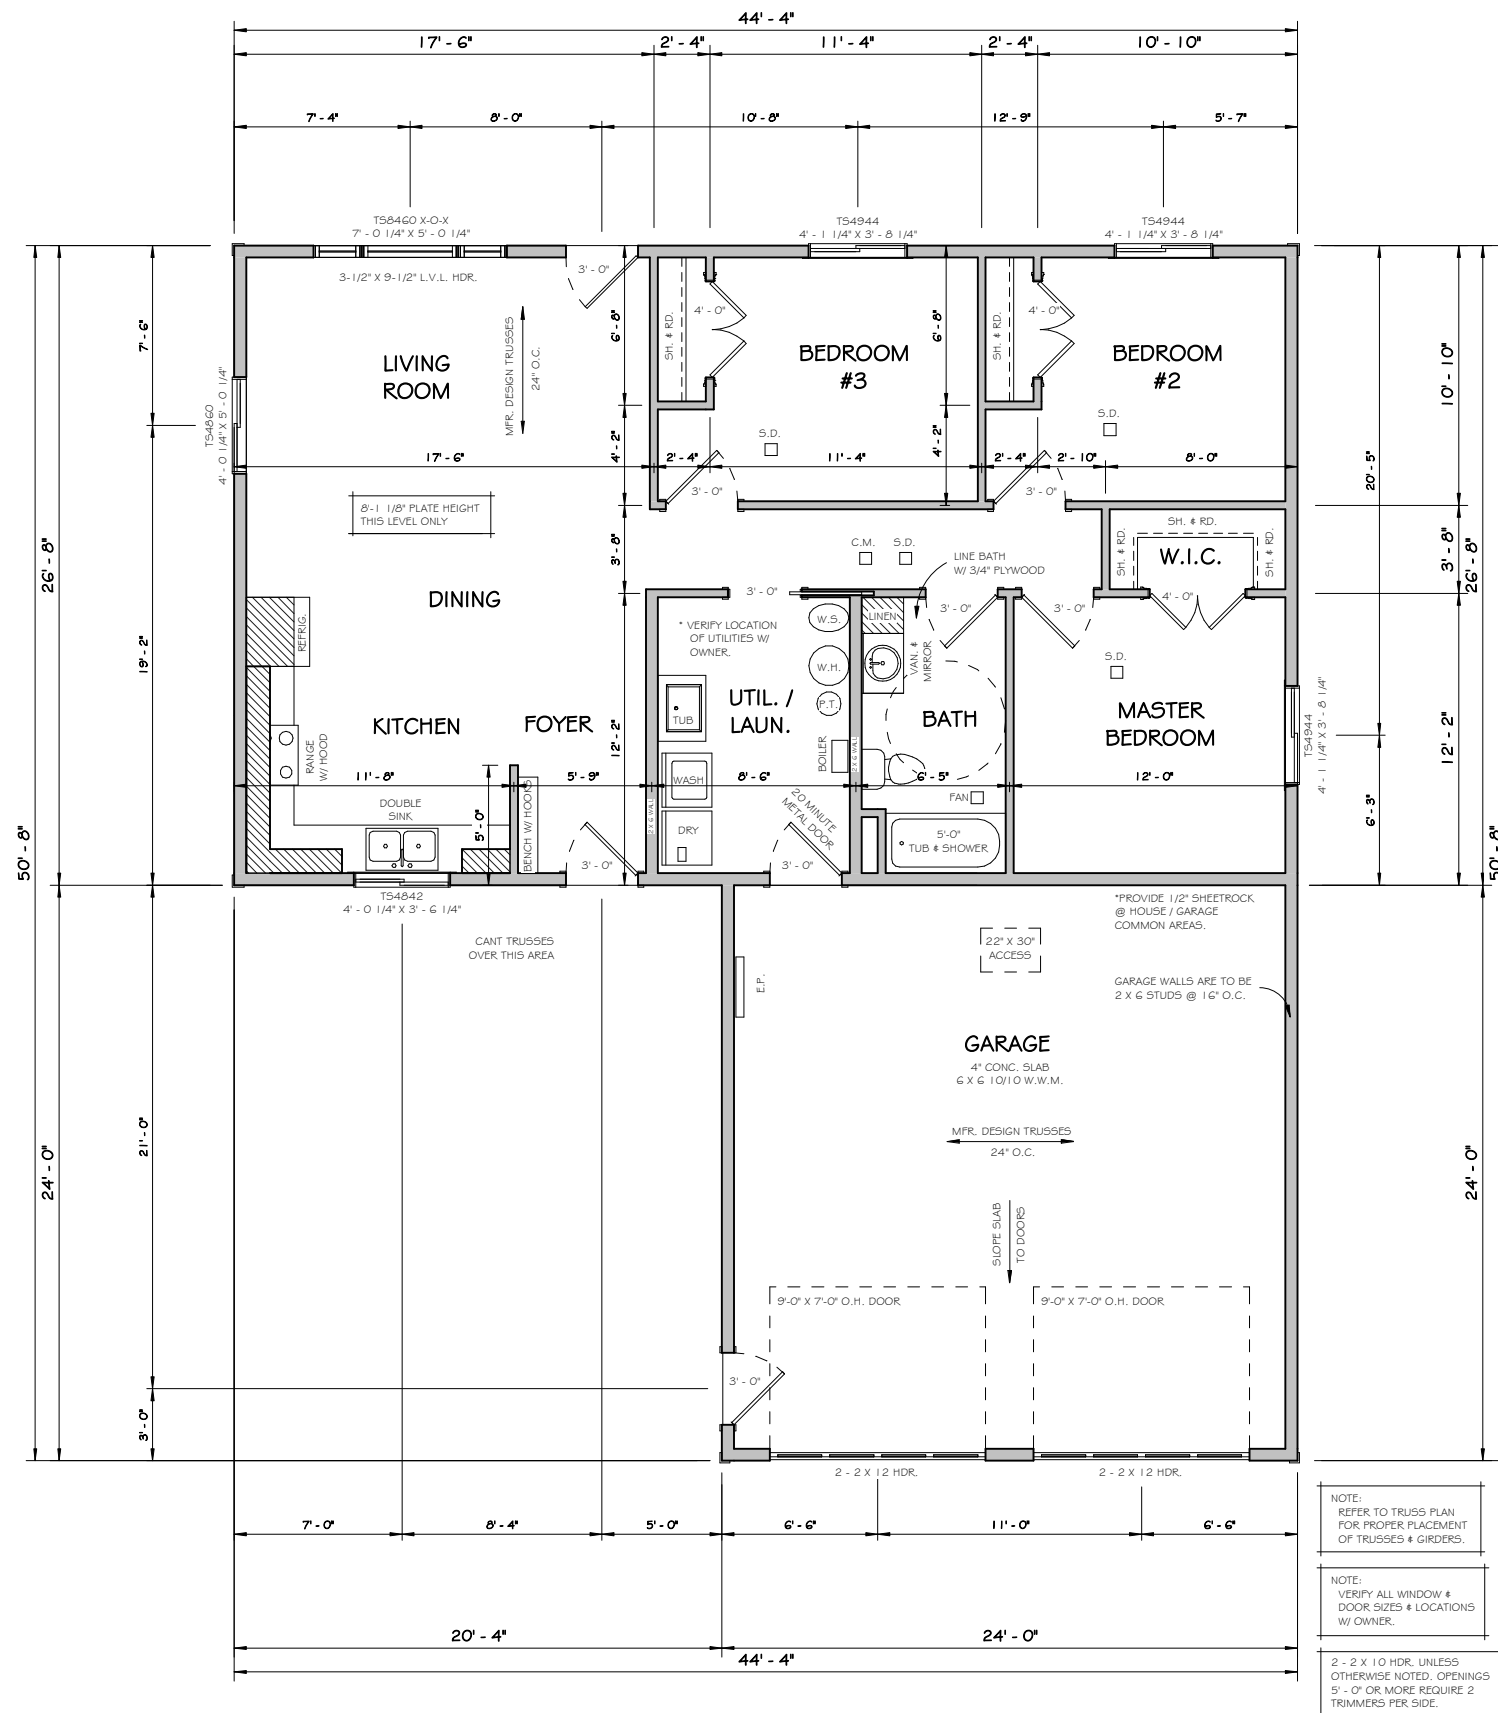 44' - 4"
17' - 6"
2' - 4"
11' - 4"
2' - 4"
10' - 10"
7' - 4"
8' - 0"
10' - 8"
12' - 9"
5' - 7"
TS8460 X-O-X
7' - 0 1/4" X 5' - 0 1/4"
TS4944
4' - 1 1/4" X 3' - 8 1/4"
TS4944
4' - 1 1/4" X 3' - 8 1/4"
3-1/2" X 9-1/2" L.V.L. HDR.
3' - 0"
4' - 0"
4' - 0"
7' - 6"
6' - 8"
6' - 8"
SH. & RD.
SH. & RD.
MFR. DESIGN TRUSSES
24" O.C.
LIVING
ROOM
BEDROOM
#3
BEDROOM
#2
10' - 10"
TS4860
4' - 0 1/4" X 5' - 0 1/4"
S.D.
S.D.
4' - 2"
4' - 2"
17' - 6"
2' - 4"
11' - 4"
2' - 4"
2' - 10"
8' - 0"
20' - 5"
3' - 0"
3' - 0"
8'-1 1/8" PLATE HEIGHT
THIS LEVEL ONLY
26' - 8"
3' - 8"
C.M.
S.D.
LINE BATH
W/ 3/4" PLYWOOD
SH. & RD.
SH. & RD.
W.I.C.
SH. & RD.
3' - 8"
26' - 8"
DINING
3' - 0"
3' - 0"
3' - 0"
4' - 0"
REFRIG.
* VERIFY LOCATION
OF UTILITIES W/
OWNER.
W.S.
LINEN
VAN. &
MIRROR
19' - 2"
W.H.
S.D.
P.T.
TUB
UTIL. /
LAUN.
KITCHEN
FOYER
BATH
MASTER
BEDROOM
12' - 2"
12' - 2"
TS4944
4' - 1 1/4" X 3' - 8 1/4"
RANGE
W/ HOOD
BOILER
2 X 6 WALL
11' - 8"
5' - 9"
WASH
8' - 6"
6' - 5"
12' - 0"
FAN
20 MINUTE
METAL DOOR
6' - 3"
DOUBLE
SINK
5' - 0"
BENCH W/ HOOKS
2 X 6 WALL
DRY
5'-0"
TUB & SHOWER
3' - 0"
3' - 0"
50' - 8"
50' - 8"
TS4842
4' - 0 1/4" X 3' - 6 1/4"
CANT TRUSSES
OVER THIS AREA
*PROVIDE 1/2" SHEETROCK
@ HOUSE / GARAGE
COMMON AREAS.
22" X 30"
ACCESS
E.P.
GARAGE WALLS ARE TO BE
2 X 6 STUDS @ 16" O.C.
GARAGE
4" CONC. SLAB
6 X 6 10/10 W.W.M.
MFR. DESIGN TRUSSES
24" O.C.
24' - 0"
21' - 0"
24' - 0"
SLOPE SLAB
TO DOORS
9'-0" X 7'-0" O.H. DOOR
9'-0" X 7'-0" O.H. DOOR
3' - 0"
3' - 0"
2 - 2 X 12 HDR.
2 - 2 X 12 HDR.
7' - 0"
8' - 4"
5' - 0"
6' - 6"
11' - 0"
6' - 6"
NOTE:
REFER TO TRUSS PLAN
FOR PROPER PLACEMENT
OF TRUSSES & GIRDERS.
NOTE:
VERIFY ALL WINDOW &
DOOR SIZES & LOCATIONS
W/ OWNER.
20' - 4"
24' - 0"
44' - 4"
2 - 2 X 10 HDR. UNLESS
OTHERWISE NOTED. OPENINGS
5' - 0" OR MORE REQUIRE 2
TRIMMERS PER SIDE.